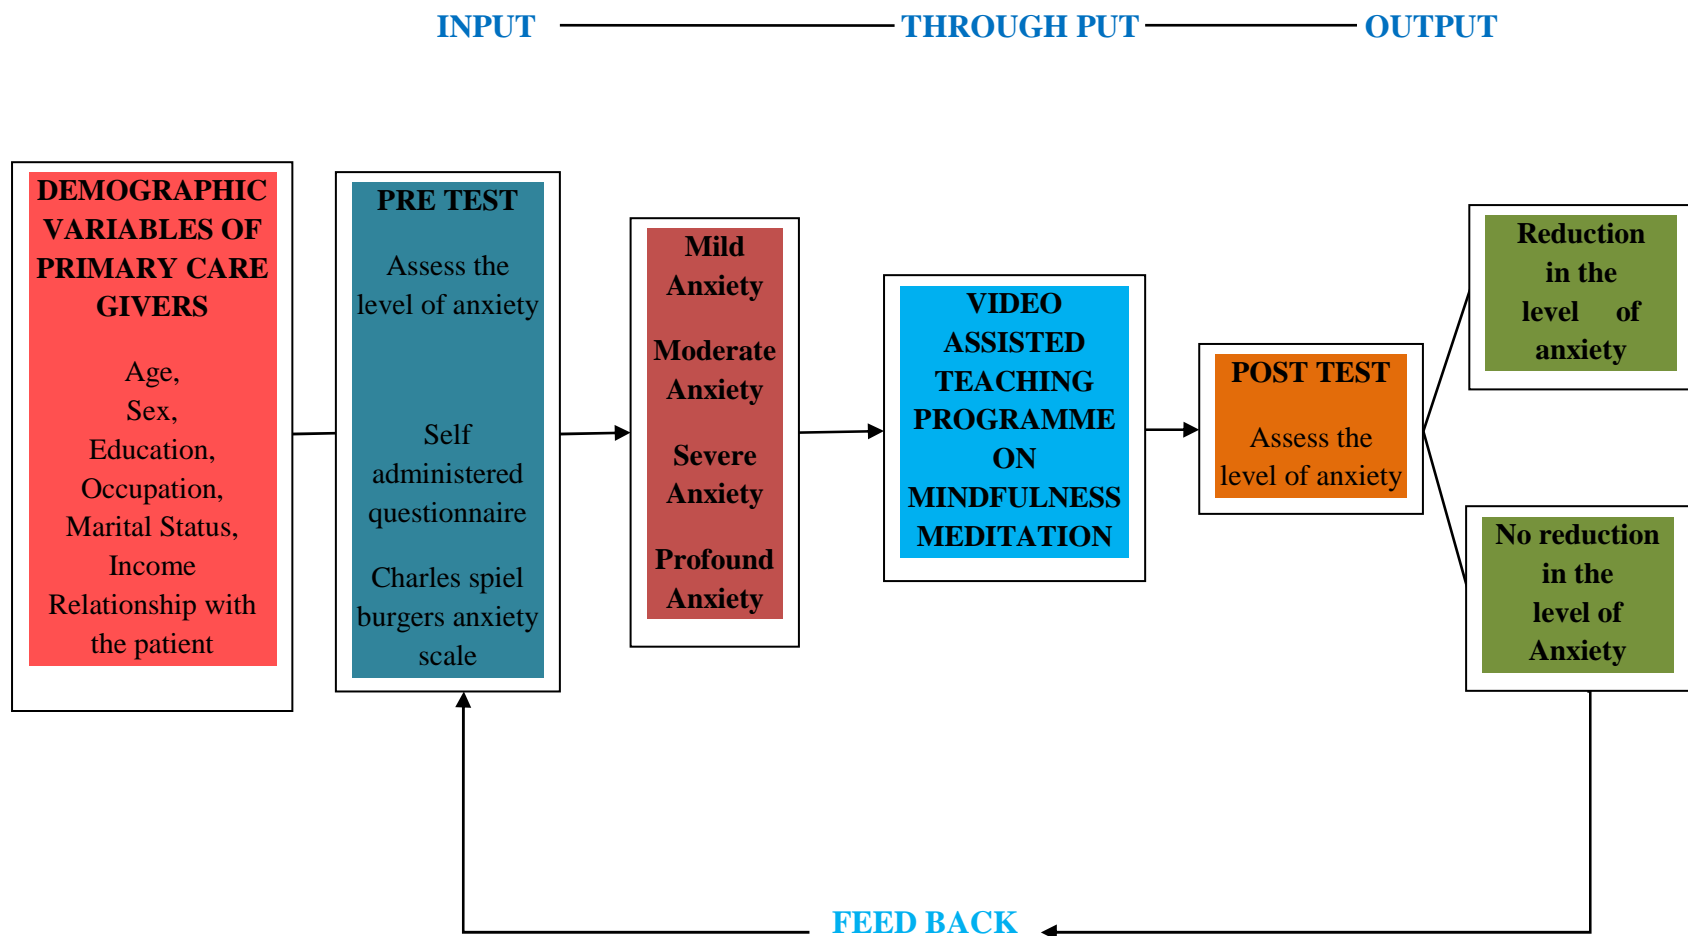 INPUT THROUGH PUT OUTPUT
DEMOGRAPHIC
VARIABLES OF
PRIMARY CARE
GIVERS
Age,
Sex,
Education,
Occupation,
Marital Status,
Income
Relationship with
the patient
PRE TEST
Assess the
level of anxiety
Self
administered
questionnaire
Charles spiel
burgers anxiety
scale
Mild
Anxiety
Moderate
Anxiety
Severe
Anxiety
Profound
Anxiety
VIDEO
ASSISTED
TEACHING
PROGRAMME
ON
MINDFULNESS
MEDITATION
POST TEST
Assess the
level of anxiety
Reduction
in the
level of
anxiety
No reduction
in the
level of
Anxiety
FEED BACK